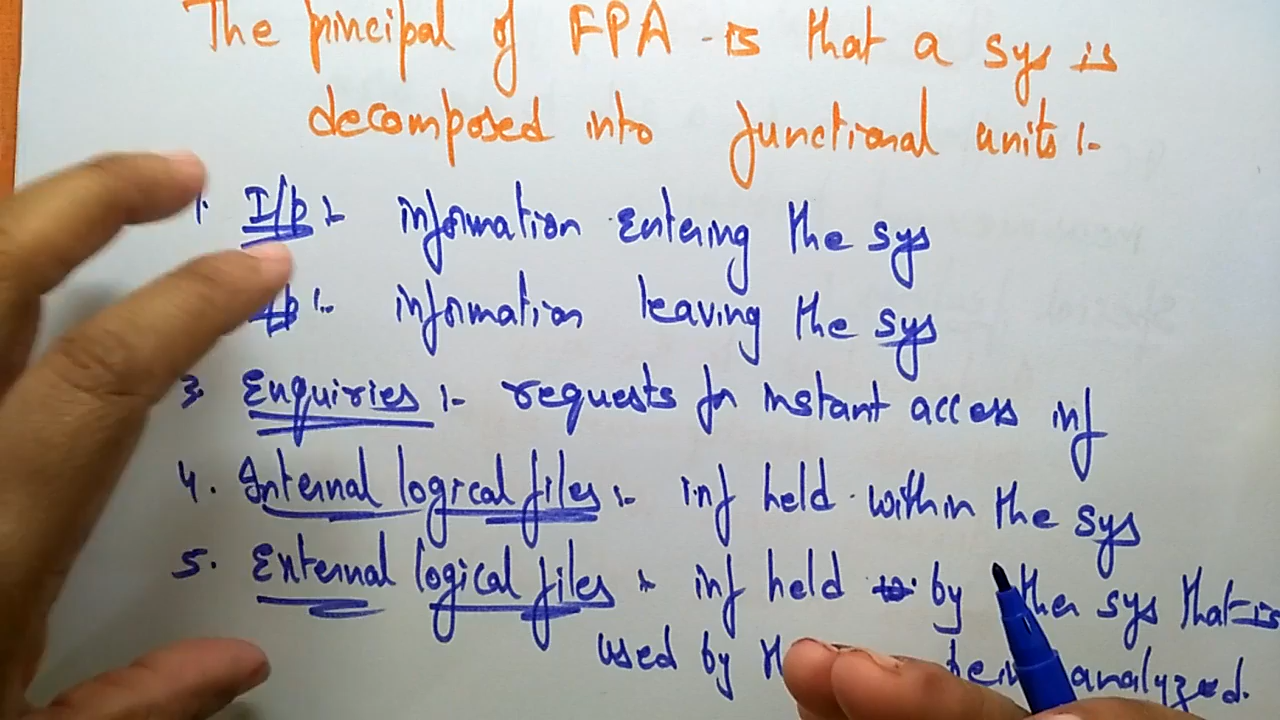 The principal of FPA - is that a sys is
decomposed into functional units :-
1. I/p :- information entering the sys
/p :- information leaving the sys
3. Enquiries :- requests for instant access inf
4. Internal logical files :- inf held within the sys
5. External logical files :- inf held by sys that is
used by analyzed.